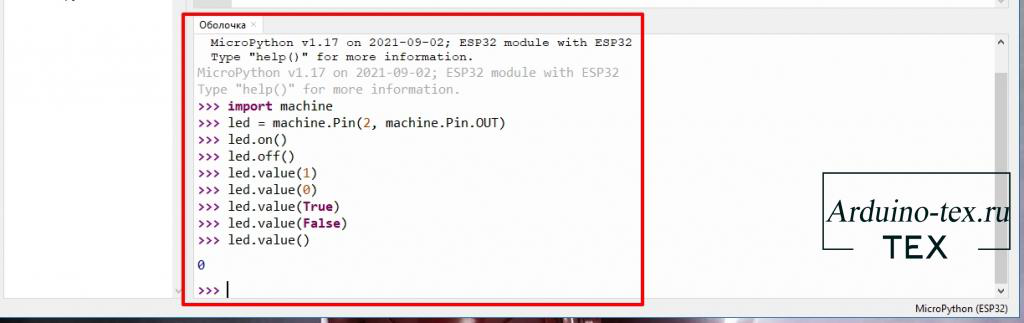 Оболочка ×
MicroPython v1.17 on 2021-09-02; ESP32 module with ESP32
Type "help()" for more information.
MicroPython v1.17 on 2021-09-02; ESP32 module with ESP32
Type "help()" for more information.
>>> import machine
>>> led = machine.Pin(2, machine.Pin.OUT)
>>> led.on()
>>> led.off()
>>> led.value(1)
>>> led.value(0)
>>> led.value(True)
>>> led.value(False)
>>> led.value()
0
>>>
Arduino-tex.ru
TEX
MicroPython (ESP32)